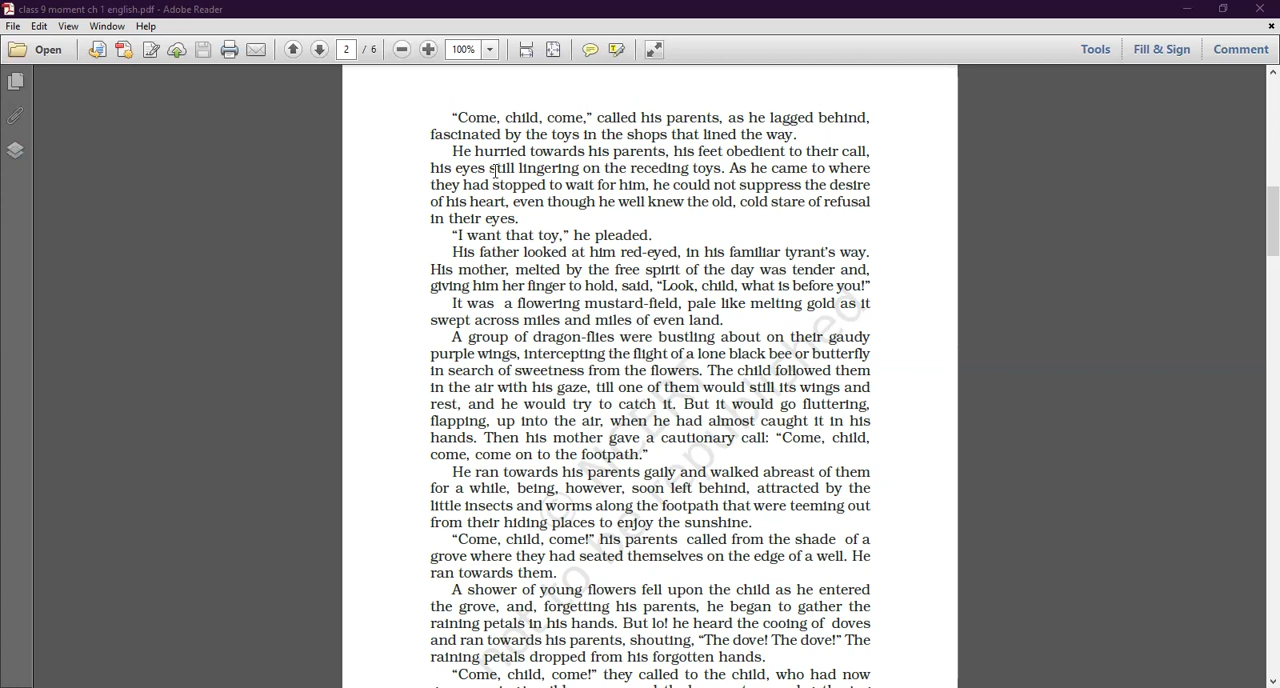 class 9 moment ch 1 english.pdf - Adobe Reader
File Edit View Window Help
Open 2 / 6 100% Tools Fill & Sign Comment
“Come, child, come,” called his parents, as he lagged behind,
fascinated by the toys in the shops that lined the way.
He hurried towards his parents, his feet obedient to their call,
his eyes still lingering on the receding toys. As he came to where
they had stopped to wait for him, he could not suppress the desire
of his heart, even though he well knew the old, cold stare of refusal
in their eyes.
“I want that toy,” he pleaded.
His father looked at him red-eyed, in his familiar tyrant’s way.
His mother, melted by the free spirit of the day was tender and,
giving him her finger to hold, said, “Look, child, what is before you!”
It was a flowering mustard-field, pale like melting gold as it
swept across miles and miles of even land.
A group of dragon-flies were bustling about on their gaudy
purple wings, intercepting the flight of a lone black bee or butterfly
in search of sweetness from the flowers. The child followed them
in the air with his gaze, till one of them would still its wings and
rest, and he would try to catch it. But it would go fluttering,
flapping, up into the air, when he had almost caught it in his
hands. Then his mother gave a cautionary call: “Come, child,
come, come on to the footpath.”
He ran towards his parents gaily and walked abreast of them
for a while, being, however, soon left behind, attracted by the
little insects and worms along the footpath that were teeming out
from their hiding places to enjoy the sunshine.
“Come, child, come!” his parents called from the shade of a
grove where they had seated themselves on the edge of a well. He
ran towards them.
A shower of young flowers fell upon the child as he entered
the grove, and, forgetting his parents, he began to gather the
raining petals in his hands. But lo! he heard the cooing of doves
and ran towards his parents, shouting, “The dove! The dove!” The
raining petals dropped from his forgotten hands.
“Come, child, come!” they called to the child, who had now
© NCERT
not to be republished